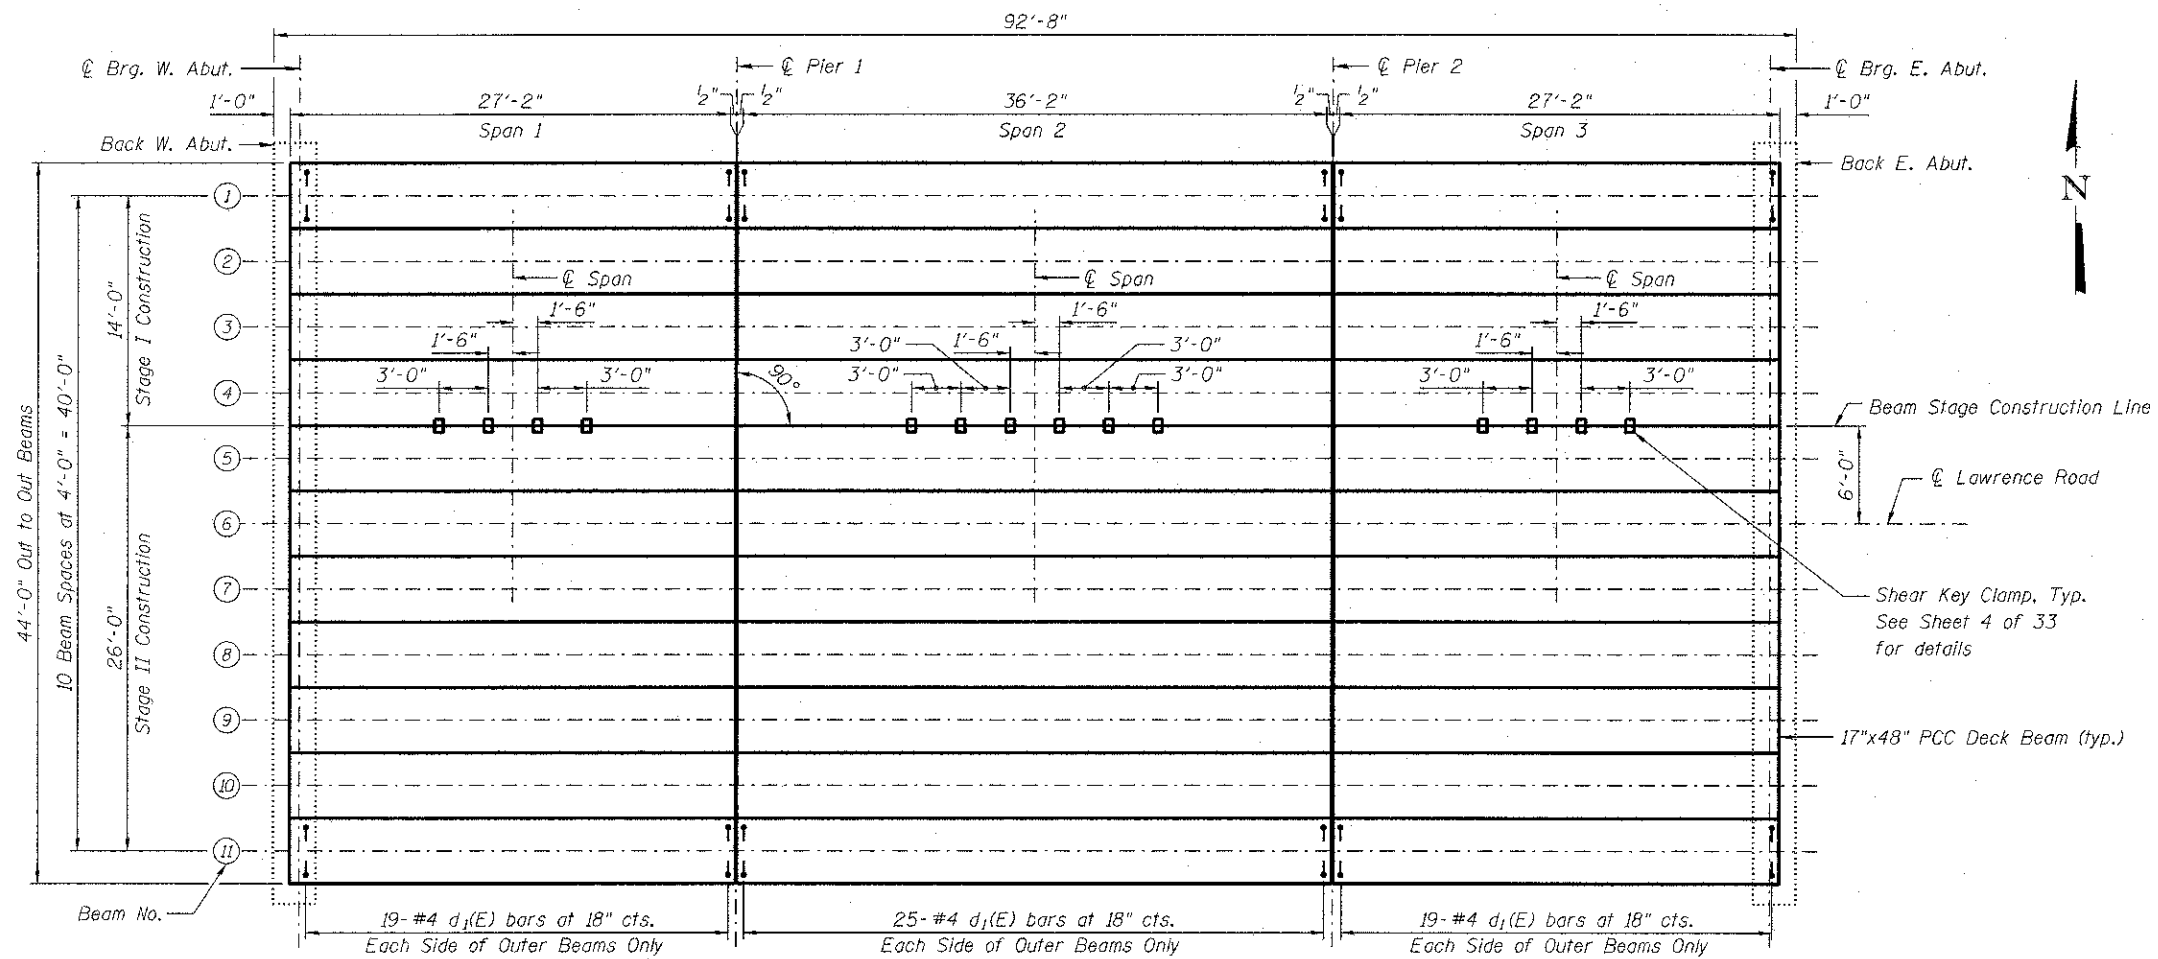 92'-8"
℄ Brg. W. Abut.
℄ Pier 1
℄ Pier 2
℄ Brg. E. Abut.
1'-0"
27'-2"
½"
½"
36'-2"
½"
½"
27'-2"
1'-0"
Span 1
Span 2
Span 3
Back W. Abut.
Back E. Abut.
N
1
2
3
4
5
6
7
8
9
10
11
℄ Span
℄ Span
℄ Span
1'-6"
1'-6"
1'-6"
1'-6"
3'-0"
1'-6"
3'-0"
1'-6"
3'-0"
3'-0"
3'-0"
90°
3'-0"
3'-0"
3'-0"
44'-0" Out to Out Beams
10 Beam Spaces at 4'-0" = 40'-0"
14'-0"
Stage I Construction
26'-0"
Stage II Construction
Beam Stage Construction Line
6'-0"
℄ Lawrence Road
Shear Key Clamp, Typ.
See Sheet 4 of 33
for details
17"x48" PCC Deck Beam (typ.)
Beam No.
19-#4 d₁(E) bars at 18" cts.
Each Side of Outer Beams Only
25-#4 d₁(E) bars at 18" cts.
Each Side of Outer Beams Only
19-#4 d₁(E) bars at 18" cts.
Each Side of Outer Beams Only